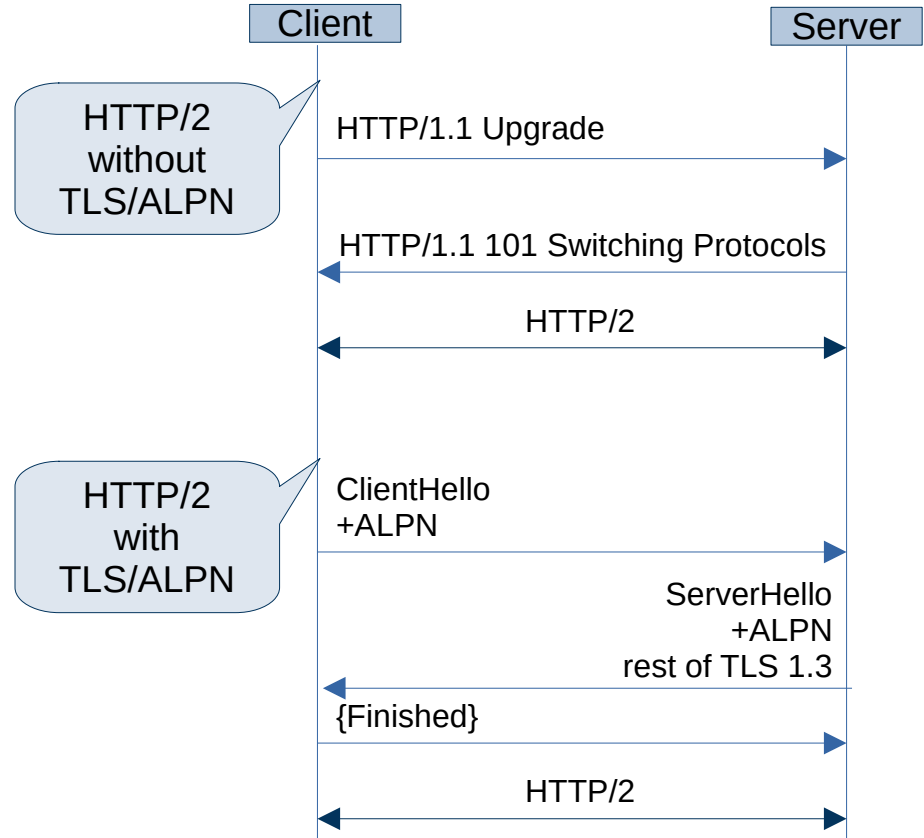 Client
Server
HTTP/2
without
TLS/ALPN
HTTP/1.1 Upgrade
HTTP/1.1 101 Switching Protocols
HTTP/2
HTTP/2
with
TLS/ALPN
ClientHello
+ALPN
ServerHello
+ALPN
rest of TLS 1.3
{Finished}
HTTP/2